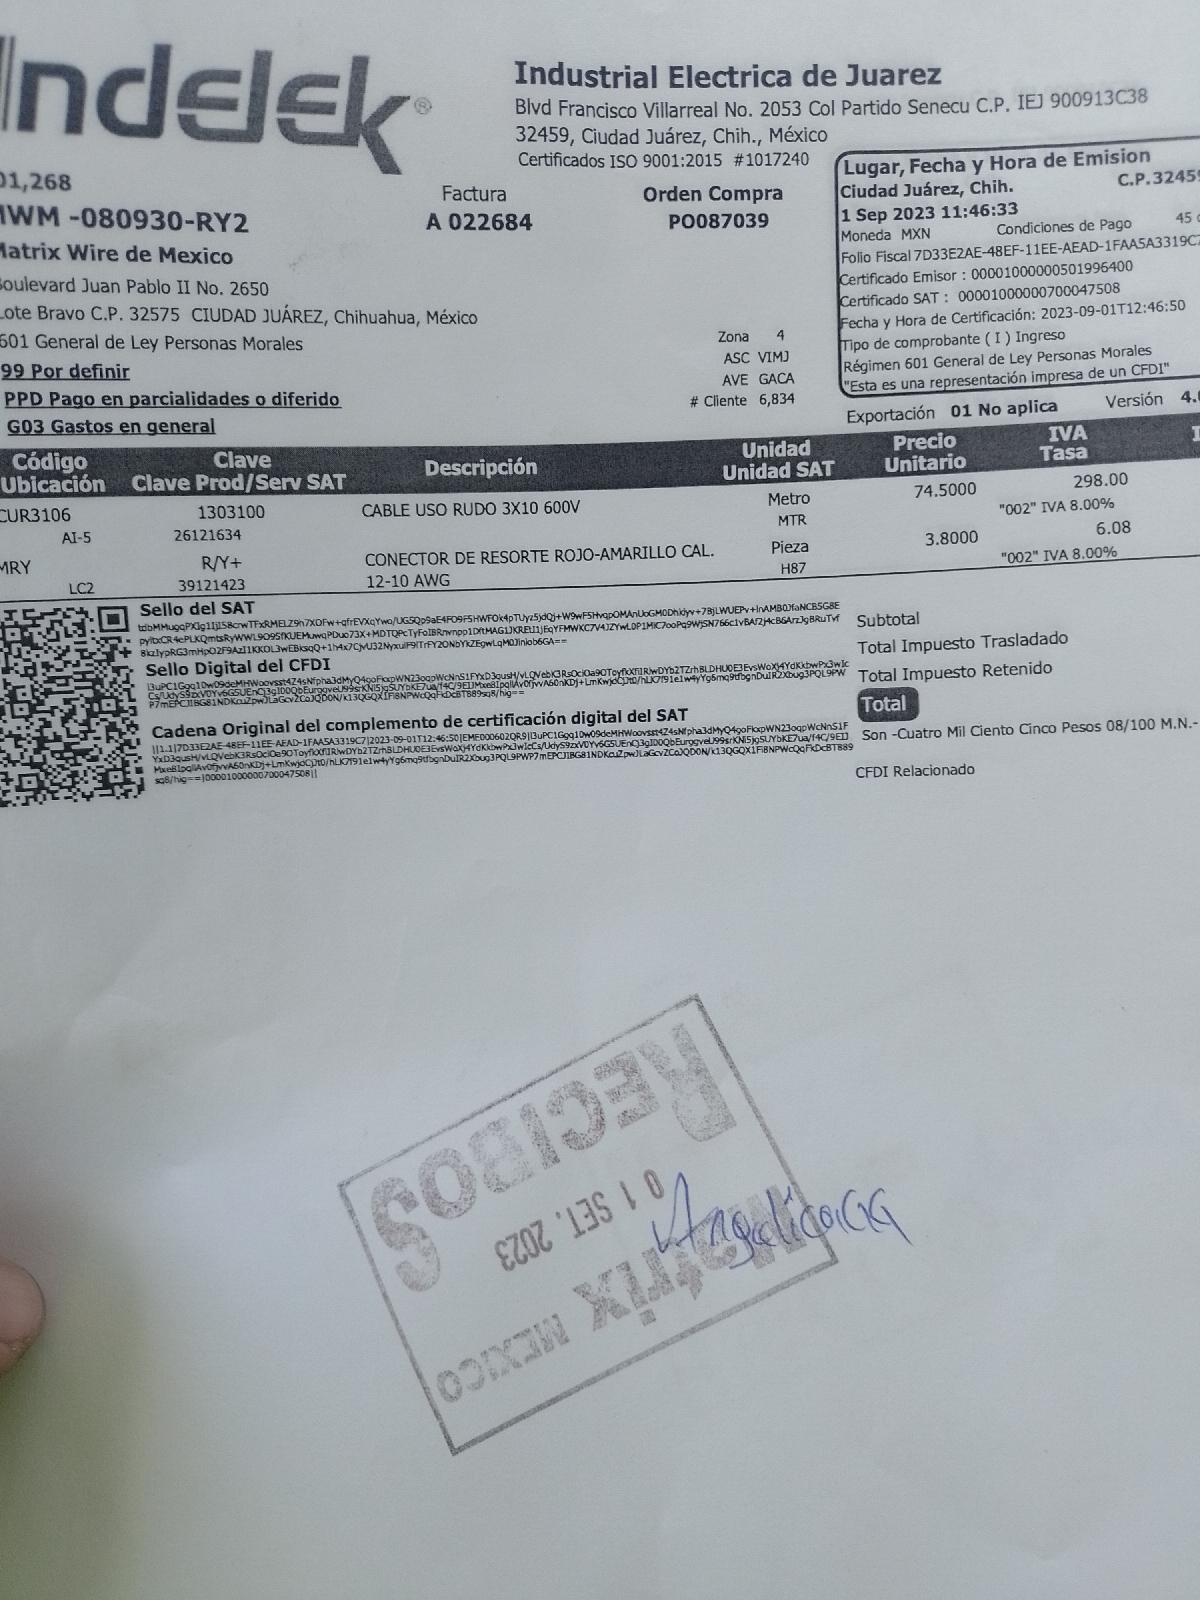 Indelek®
Industrial Electrica de Juarez
Blvd Francisco Villarreal No. 2053 Col Partido Senecu C.P. IEJ 900913C38
32459, Ciudad Juárez, Chih., México
Certificados ISO 9001:2015 #1017240
01,268
MWM -080930-RY2
Matrix Wire de Mexico
Boulevard Juan Pablo II No. 2650
Lote Bravo C.P. 32575 CIUDAD JUÁREZ, Chihuahua, México
601 General de Ley Personas Morales
99 Por definir
PPD Pago en parcialidades o diferido
G03 Gastos en general
Factura
A 022684
Orden Compra
PO087039
Zona 4
ASC VIMJ
AVE GACA
# Cliente 6,834
Lugar, Fecha y Hora de Emision
Ciudad Juárez, Chih. C.P.32459
1 Sep 2023 11:46:33
Moneda MXN Condiciones de Pago 45
Folio Fiscal 7D33E2AE-48EF-11EE-AEAD-1FAA5A3319C7
Certificado Emisor : 00001000000501996400
Certificado SAT : 00001000000700047508
Fecha y Hora de Certificación: 2023-09-01T12:46:50
Tipo de comprobante ( I ) Ingreso
Régimen 601 General de Ley Personas Morales
"Esta es una representación impresa de un CFDI"
Exportación 01 No aplica Versión 4.0
Código Ubicación
Clave Clave Prod/Serv SAT
Descripción
Unidad Unidad SAT
Precio Unitario
IVA Tasa
CUR3106 1303100 CABLE USO RUDO 3X10 600V Metro 74.5000 298.00
AI-5 26121634 MTR "002" IVA 8.00%
MRY R/Y+ CONECTOR DE RESORTE ROJO-AMARILLO CAL. Pieza 3.8000 6.08
LC2 39121423 12-10 AWG H87 "002" IVA 8.00%
Sello del SAT
Sello Digital del CFDI
Cadena Original del complemento de certificación digital del SAT
sq8/hig==|00001000000700047508||
Subtotal
Total Impuesto Trasladado
Total Impuesto Retenido
Total
Son -Cuatro Mil Ciento Cinco Pesos 08/100 M.N.-
CFDI Relacionado
Matrix MEXICO
01 SET. 2023
RECIBOS
AngelicaGG